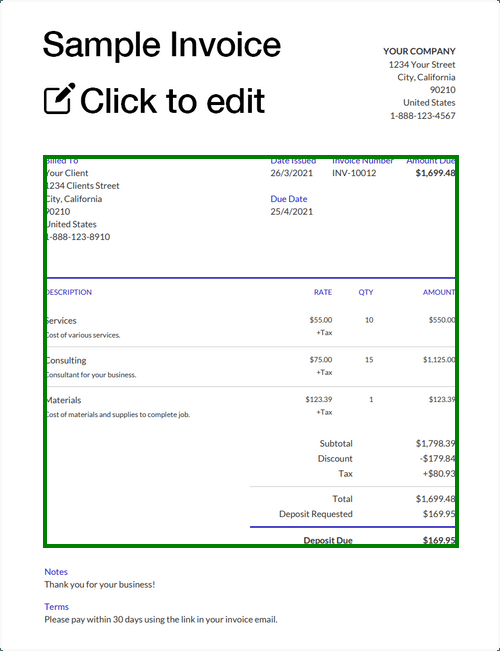 Sample Invoice
Click to edit
YOUR COMPANY
1234 Your Street
City, California
90210
United States
1-888-123-4567
Billed To
Your Client
1234 Clients Street
City, California
90210
United States
1-888-123-8910
Date Issued
26/3/2021
Due Date
25/4/2021
Invoice Number
INV-10012
Amount Due
$1,699.48
DESCRIPTION RATE QTY AMOUNT
Services $55.00 10 $550.00
Cost of various services. +Tax
Consulting $75.00 15 $1,125.00
Consultant for your business. +Tax
Materials $123.39 1 $123.39
Cost of materials and supplies to complete job. +Tax
Subtotal $1,798.39
Discount -$179.84
Tax +$80.93
Total $1,699.48
Deposit Requested $169.95
Deposit Due $169.95
Notes
Thank you for your business!
Terms
Please pay within 30 days using the link in your invoice email.